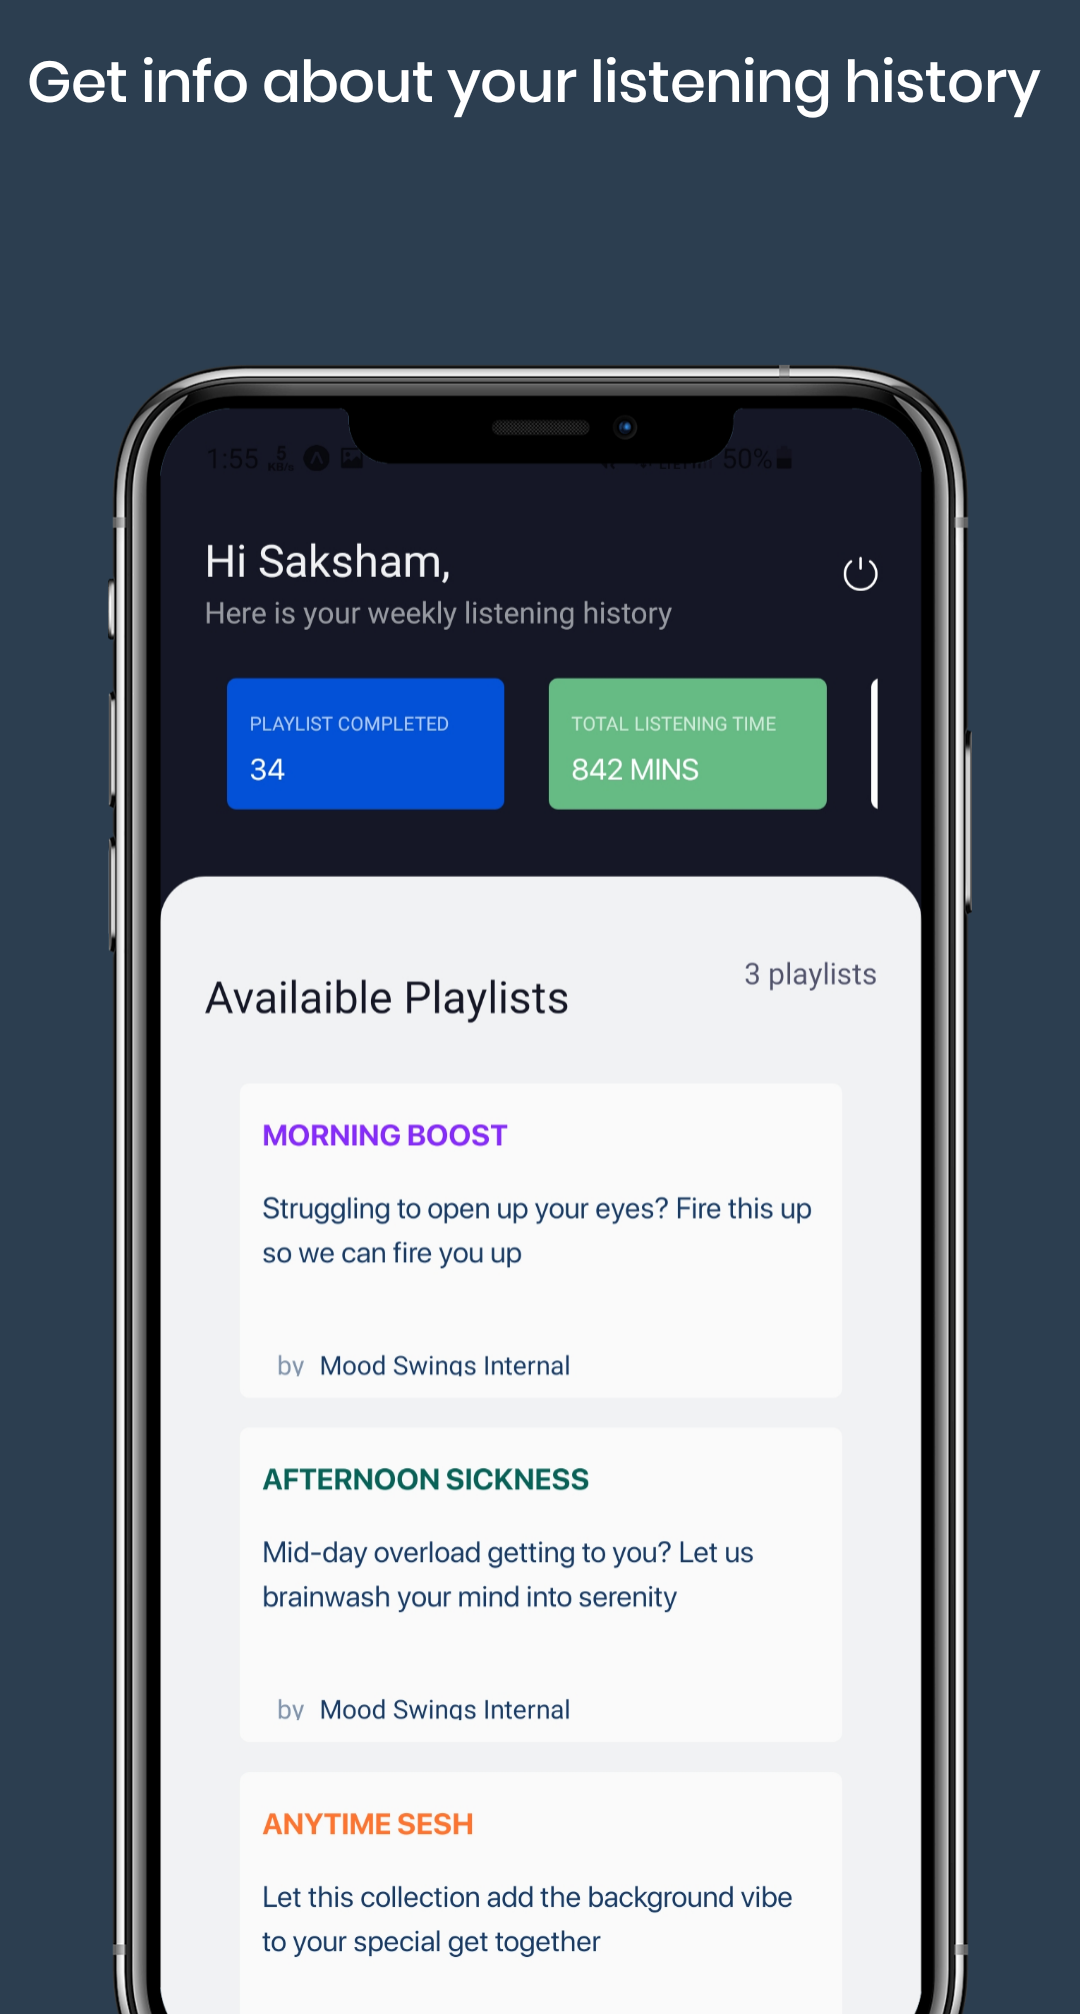 Get info about your listening history
1:55 5 KB/s 50%
Hi Saksham,
Here is your weekly listening history
PLAYLIST COMPLETED
34
TOTAL LISTENING TIME
842 MINS
3 playlists
Availaible Playlists
MORNING BOOST
Struggling to open up your eyes? Fire this up
so we can fire you up
by Mood Swings Internal
AFTERNOON SICKNESS
Mid-day overload getting to you? Let us
brainwash your mind into serenity
by Mood Swings Internal
ANYTIME SESH
Let this collection add the background vibe
to your special get together